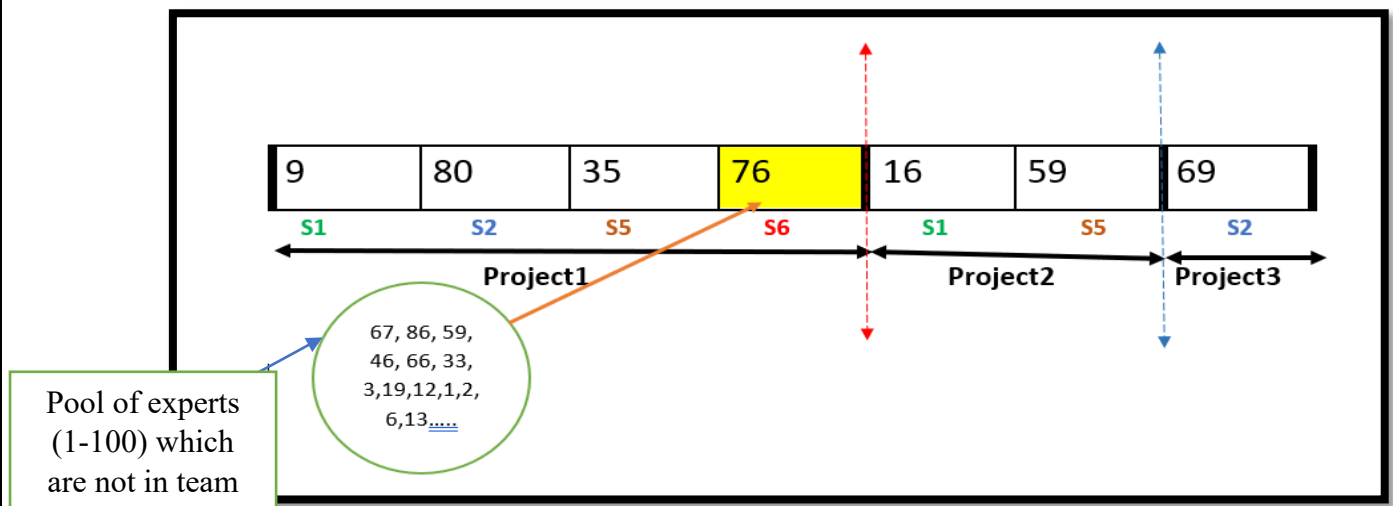 9 80 35 76 16 59 69
S1 S2 S5 S6 S1 S5 S2
Project1 Project2 Project3
67, 86, 59,
46, 66, 33,
3,19,12,1,2,
6,13.....
Pool of experts
(1-100) which
are not in team